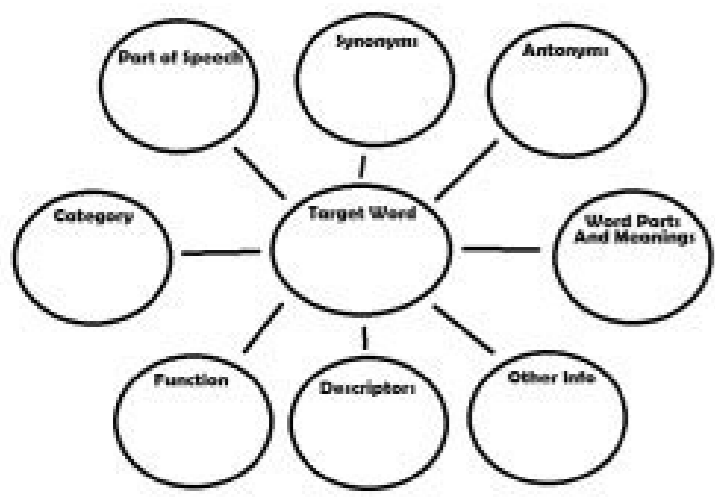 Part of Speech
Synonyms
Antonyms
Category
Target Word
Word Parts
And Meanings
Function
Descriptors
Other Info